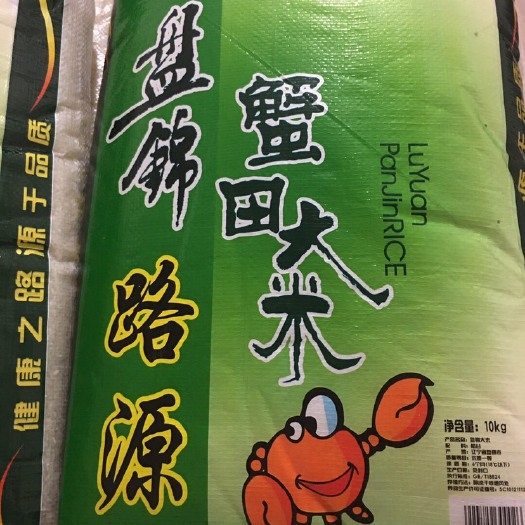 盘锦
蟹田大米
路源
LuYuan
PanJinRICE
健康之路源于品质
净含量：10kg